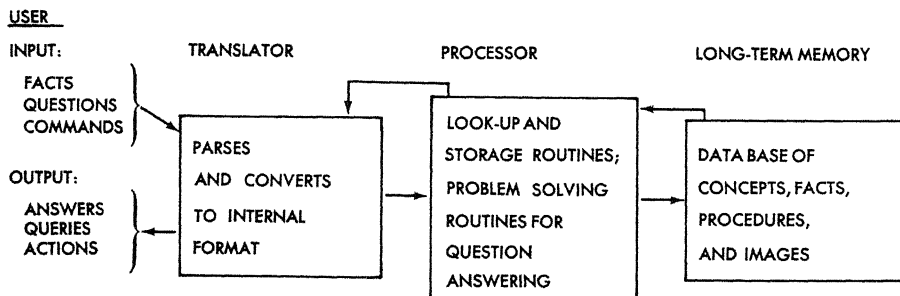 USER
INPUT:
FACTS
QUESTIONS
COMMANDS
OUTPUT:
ANSWERS
QUERIES
ACTIONS
TRANSLATOR
PARSES
AND CONVERTS
TO INTERNAL
FORMAT
PROCESSOR
LOOK-UP AND
STORAGE ROUTINES;
PROBLEM SOLVING
ROUTINES FOR
QUESTION
ANSWERING
LONG-TERM MEMORY
DATA BASE OF
CONCEPTS, FACTS,
PROCEDURES,
AND IMAGES